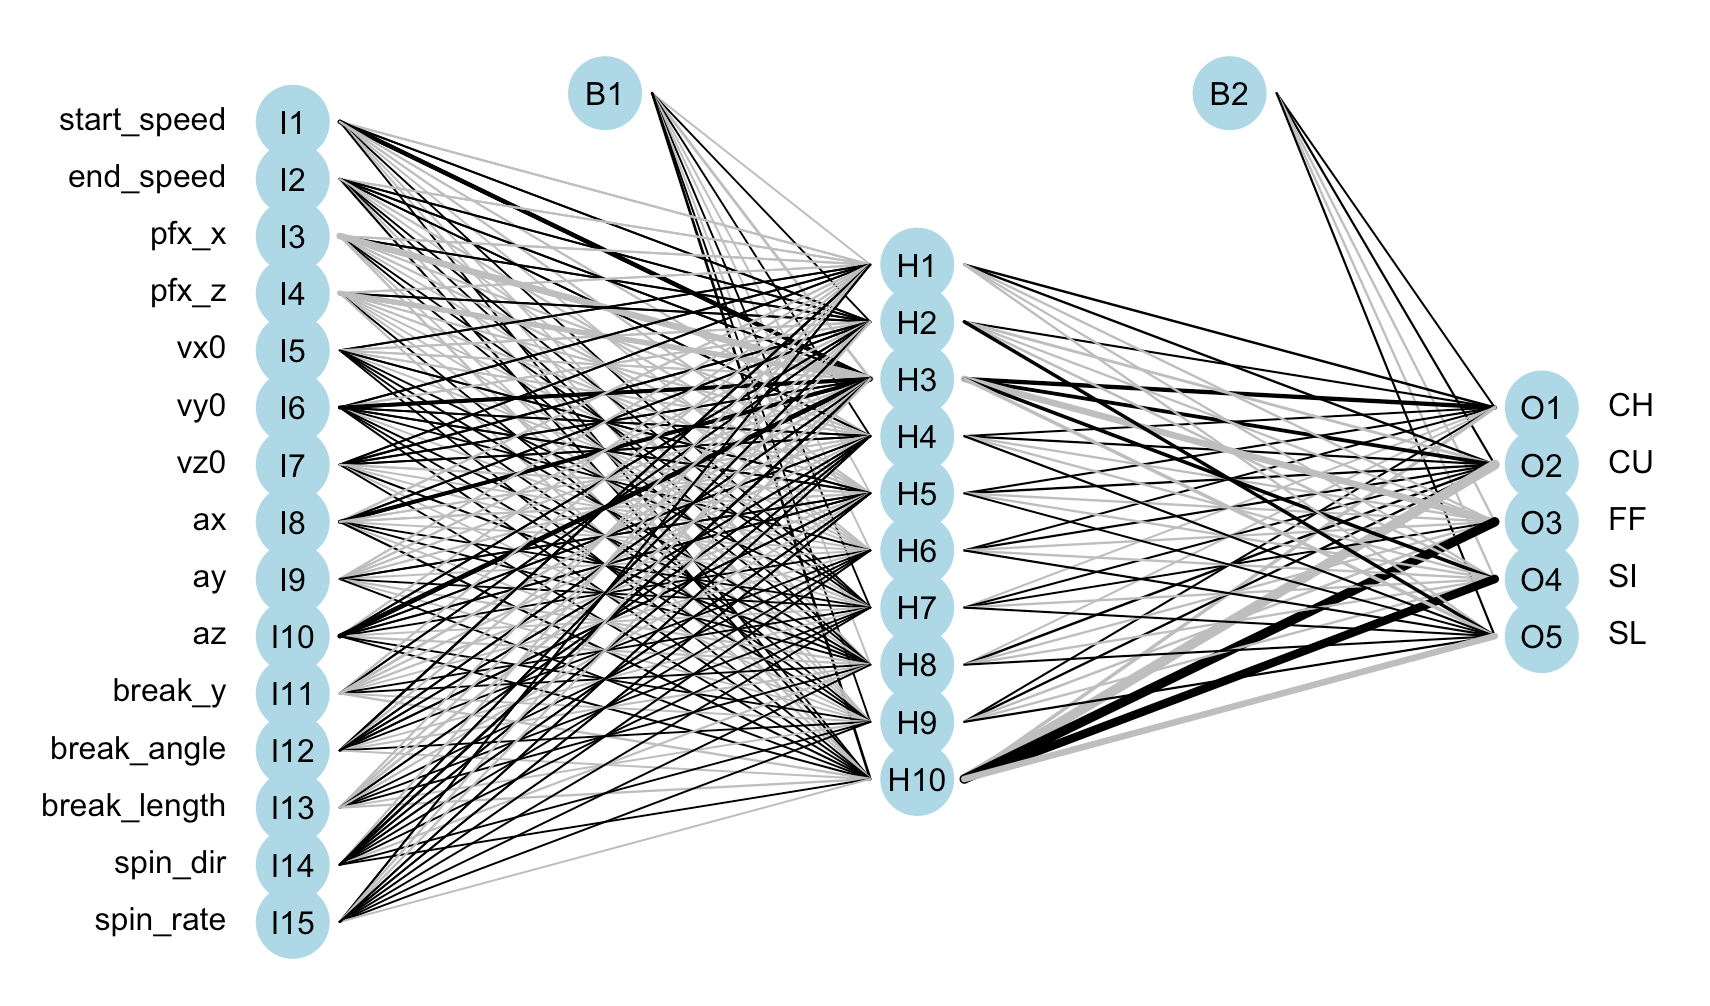 B1
B2
start_speed I1
end_speed I2
pfx_x I3
pfx_z I4
vx0 I5
vy0 I6
vz0 I7
ax I8
ay I9
az I10
break_y I11
break_angle I12
break_length I13
spin_dir I14
spin_rate I15
H1
H2
H3
H4
H5
H6
H7
H8
H9
H10
O1 CH
O2 CU
O3 FF
O4 SI
O5 SL